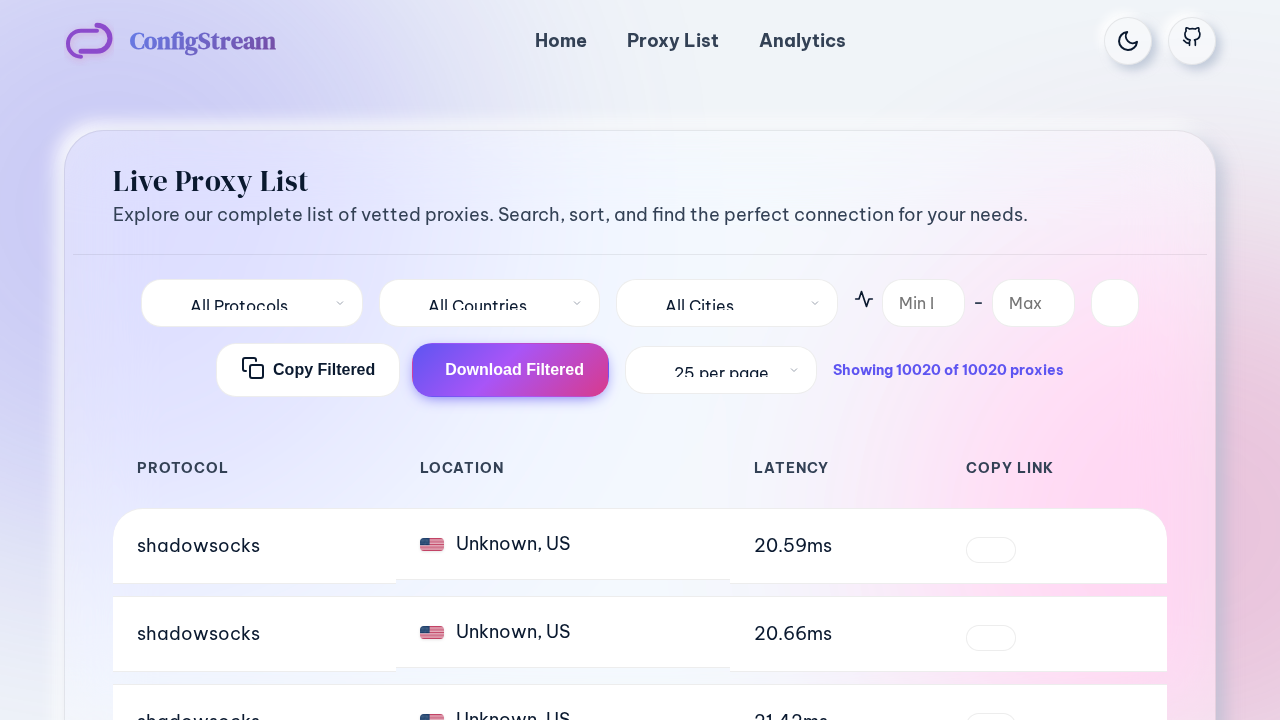 ConfigStream
Home Proxy List Analytics
Live Proxy List
Explore our complete list of vetted proxies. Search, sort, and find the perfect connection for your needs.
All Protocols All Countries All Cities Min l – Max
Copy Filtered Download Filtered 25 per page Showing 10020 of 10020 proxies
PROTOCOL LOCATION LATENCY COPY LINK
shadowsocks Unknown, US 20.59ms
shadowsocks Unknown, US 20.66ms
shadowsocks Unknown, US 21.42ms